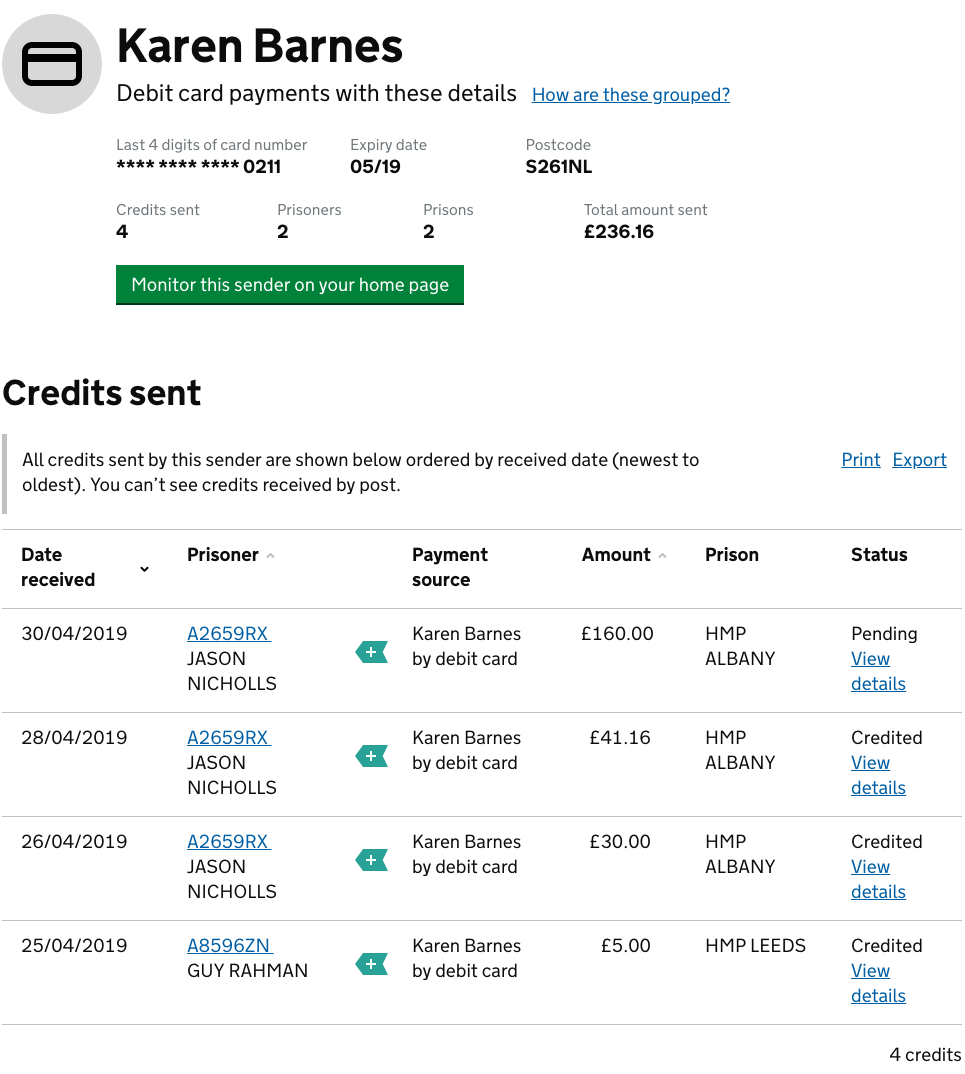 Karen Barnes
Debit card payments with these details How are these grouped?
Last 4 digits of card number Expiry date Postcode
**** **** **** 0211 05/19 S261NL
Credits sent Prisoners Prisons Total amount sent
4 2 2 £236.16
Monitor this sender on your home page
Credits sent
All credits sent by this sender are shown below ordered by received date (newest to Print Export
oldest). You can’t see credits received by post.
Date Prisoner Payment Amount Prison Status
received source
30/04/2019 A2659RX Karen Barnes £160.00 HMP Pending
JASON by debit card ALBANY View
NICHOLLS details
28/04/2019 A2659RX Karen Barnes £41.16 HMP Credited
JASON by debit card ALBANY View
NICHOLLS details
26/04/2019 A2659RX Karen Barnes £30.00 HMP Credited
JASON by debit card ALBANY View
NICHOLLS details
25/04/2019 A8596ZN Karen Barnes £5.00 HMP LEEDS Credited
GUY RAHMAN by debit card View
details
4 credits